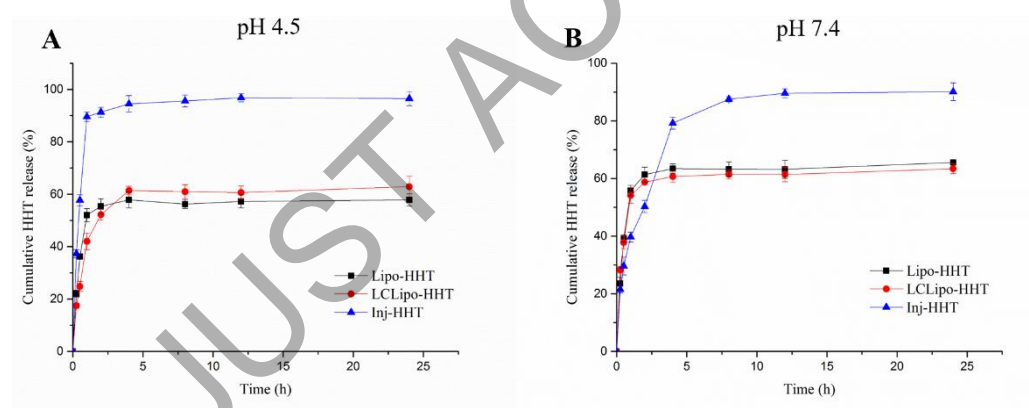 A
pH 4.5
Cumulative HHT release (%)
100
80
60
40
20
0
Lipo-HHT
LCLipo-HHT
Inj-HHT
0 5 10 15 20 25
Time (h)
B
pH 7.4
Cumulative HHT release (%)
100
80
60
40
20
0
Lipo-HHT
LCLipo-HHT
Inj-HHT
0 5 10 15 20 25
Time (h)
JUST AC